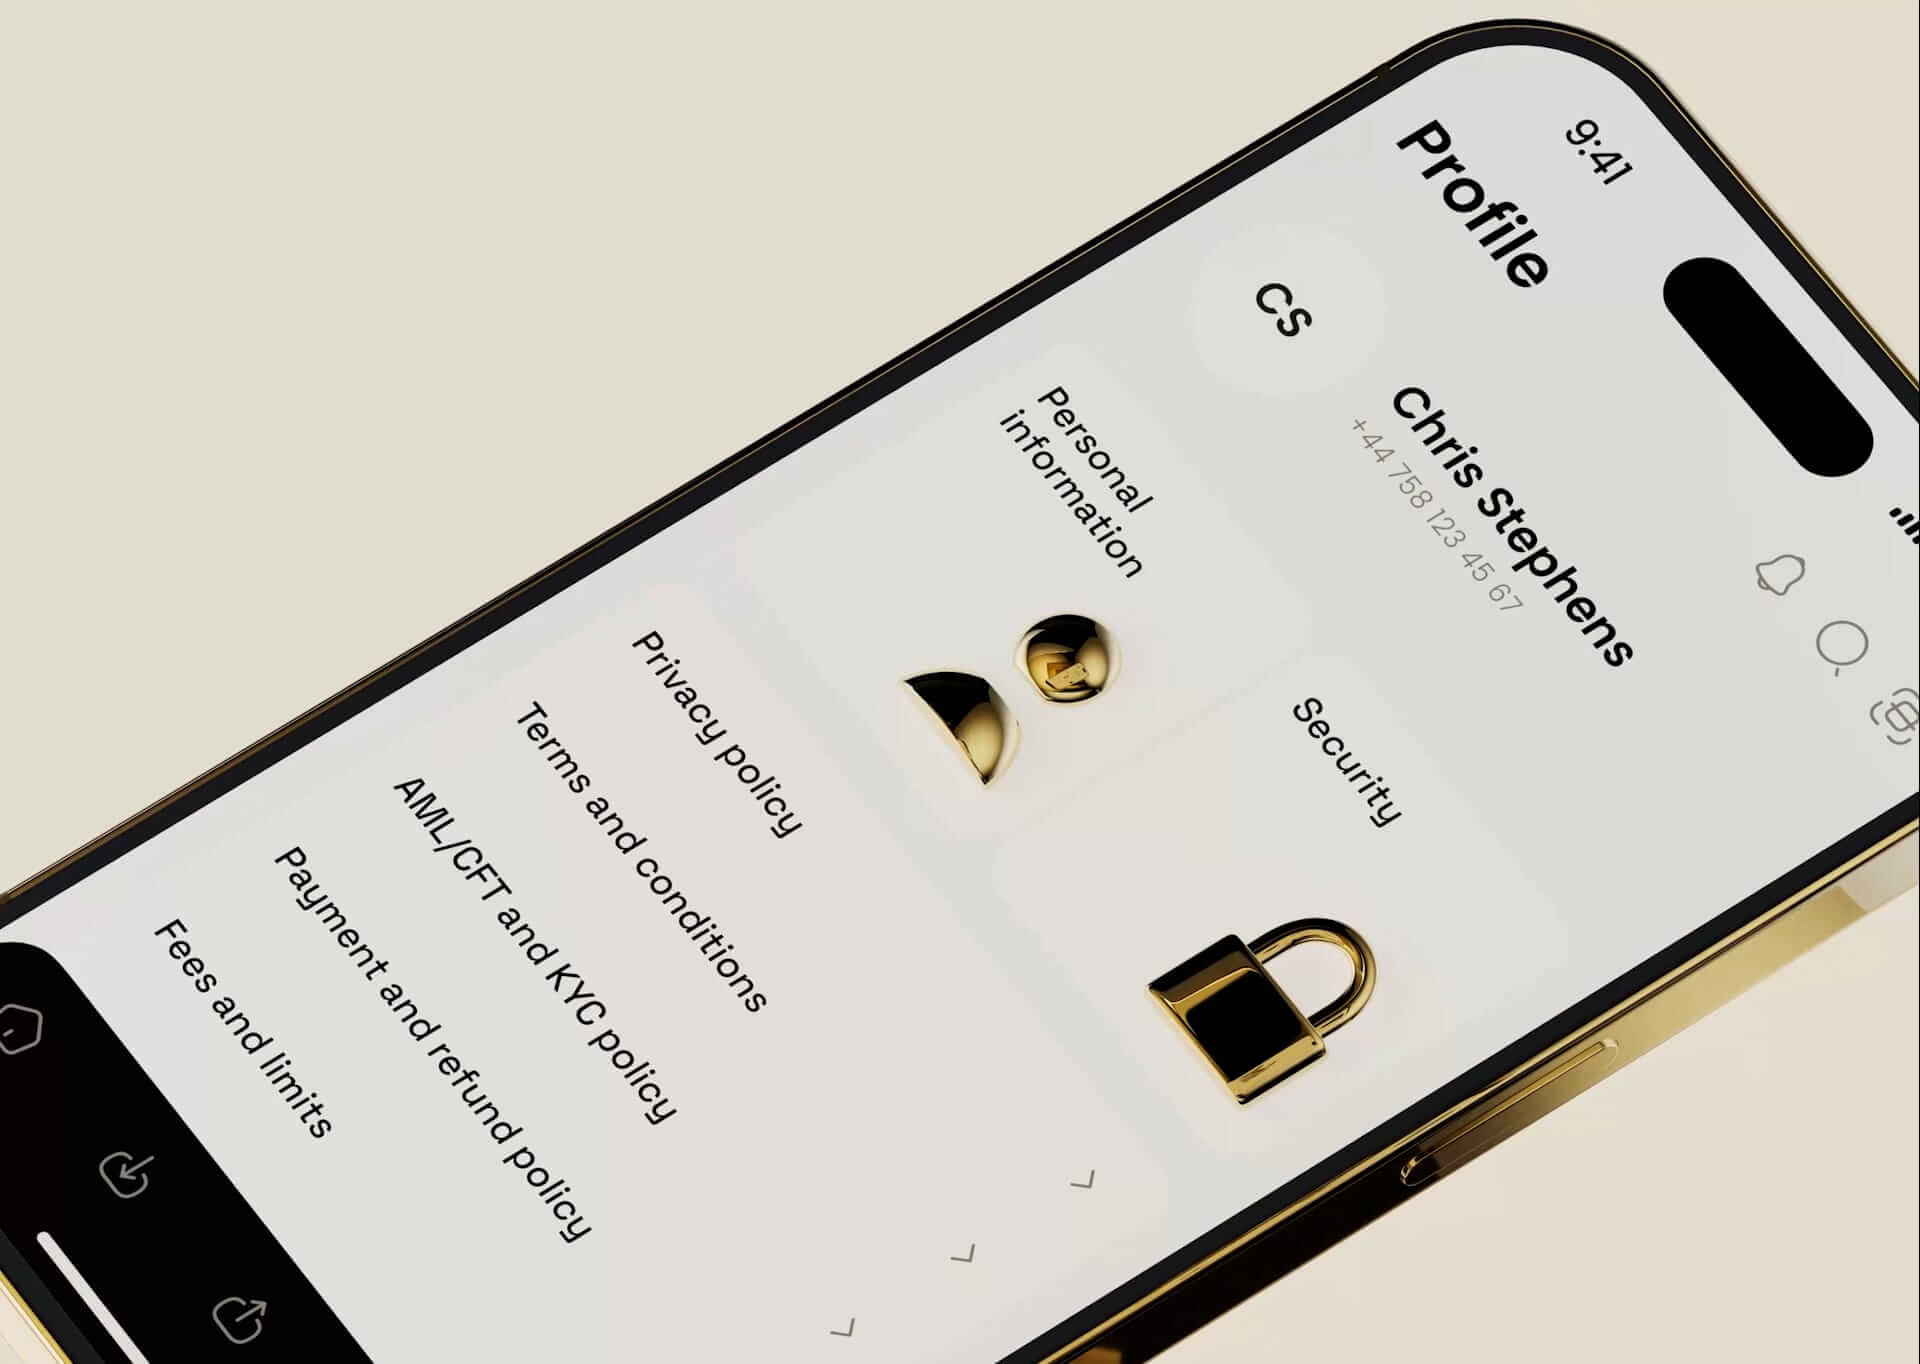 9:41
Profile
CS
Chris Stephens
+44 758 123 45 67
Personal
information
Security
Privacy policy
Terms and conditions
AML/CFT and KYC policy
Payment and refund policy
Fees and limits